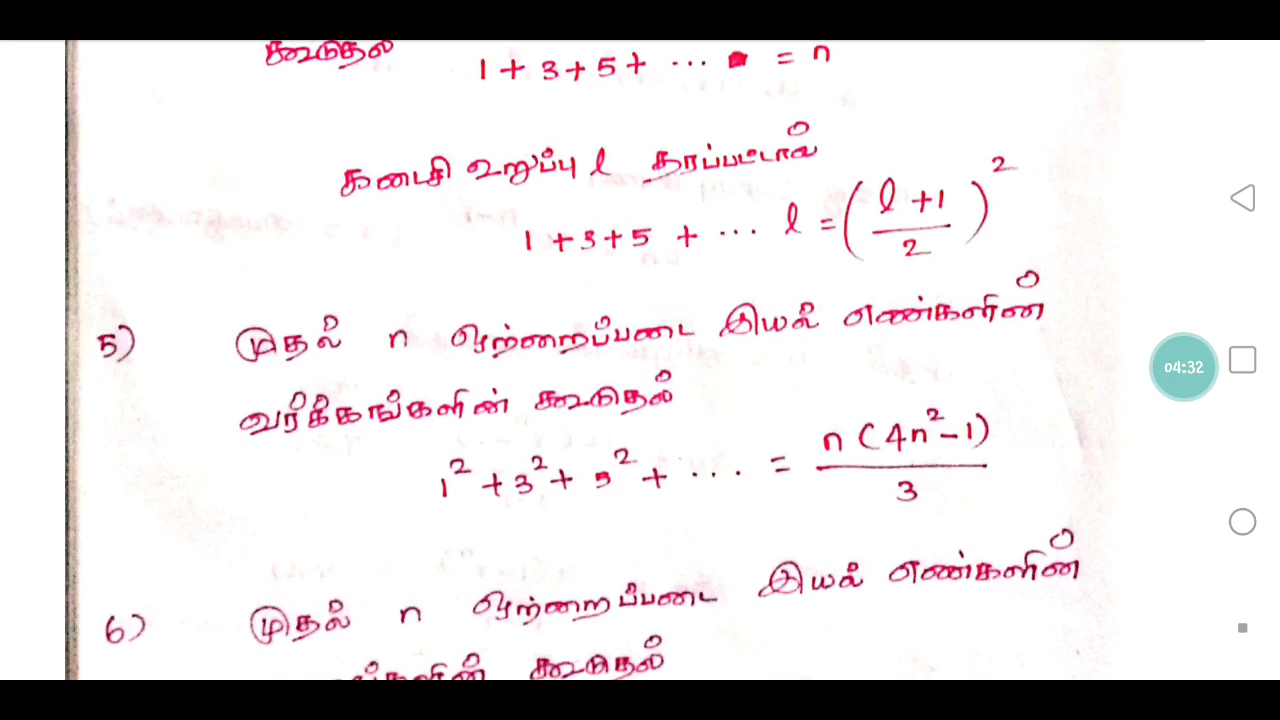 கூடுதல் 1 + 3 + 5 + ... = n
கடைசி உறுப்பு l தரப்பட்டால்
1 + 3 + 5 + ... l = ( (l + 1) / 2 )²
5) முதல் n ஒற்றைப்படை இயல் எண்களின்
வர்க்கங்களின் கூடுதல்
1² + 3² + 5² + ... = n (4n² - 1) / 3
6) முதல் n ஒற்றைப்படை இயல் எண்களின்
கூடுதல்
04:32